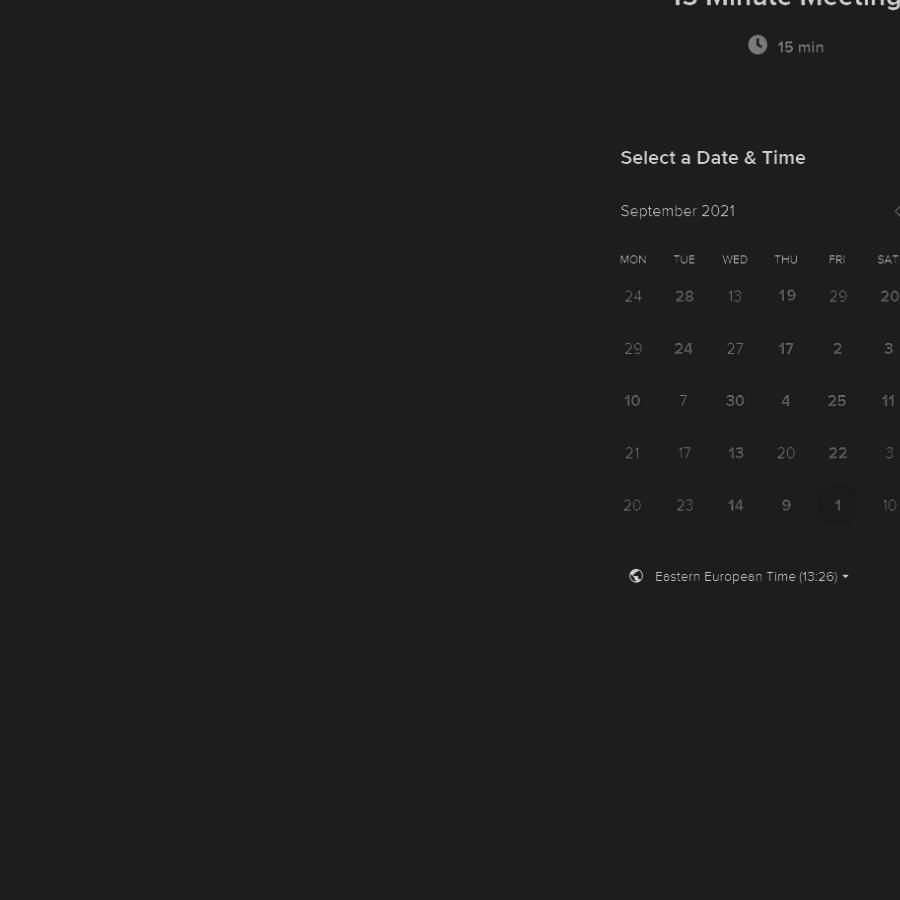 15 Minute Meeting
15 min
Select a Date & Time
September 2021
MON TUE WED THU FRI SAT
24 28 13 19 29 20
29 24 27 17 2 3
10 7 30 4 25 11
21 17 13 20 22 3
20 23 14 9 1 10
Eastern European Time (13:26)